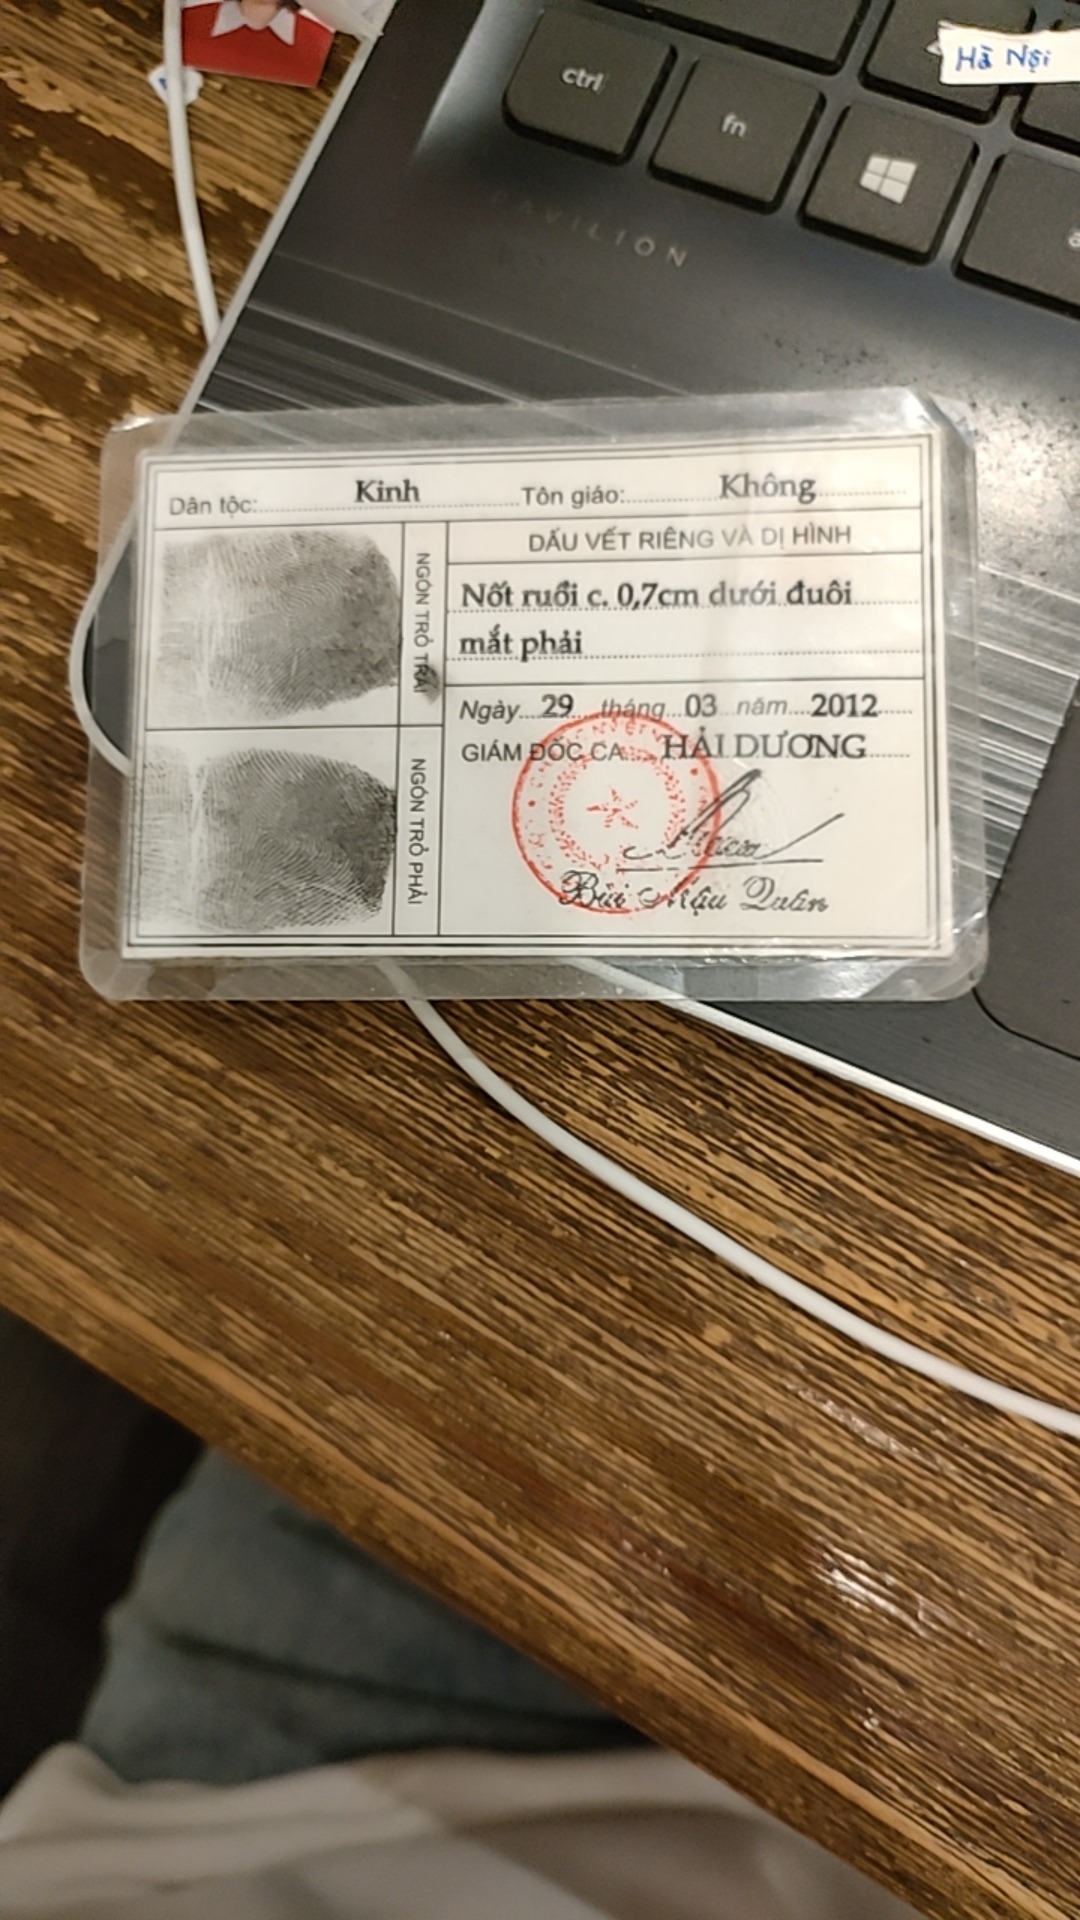 ctrl
fn
Hà Nội
PAVILION
Dân tộc: Kinh Tôn giáo: Không
NGÓN TRỎ TRÁI
DẤU VẾT RIÊNG VÀ DỊ HÌNH
Nốt ruồi c. 0,7cm dưới đuôi
mắt phải
NGÓN TRỎ PHẢI
Ngày 29 tháng 03 năm 2012
GIÁM ĐỐC CA HẢI DƯƠNG
Bùi Mậu Quân